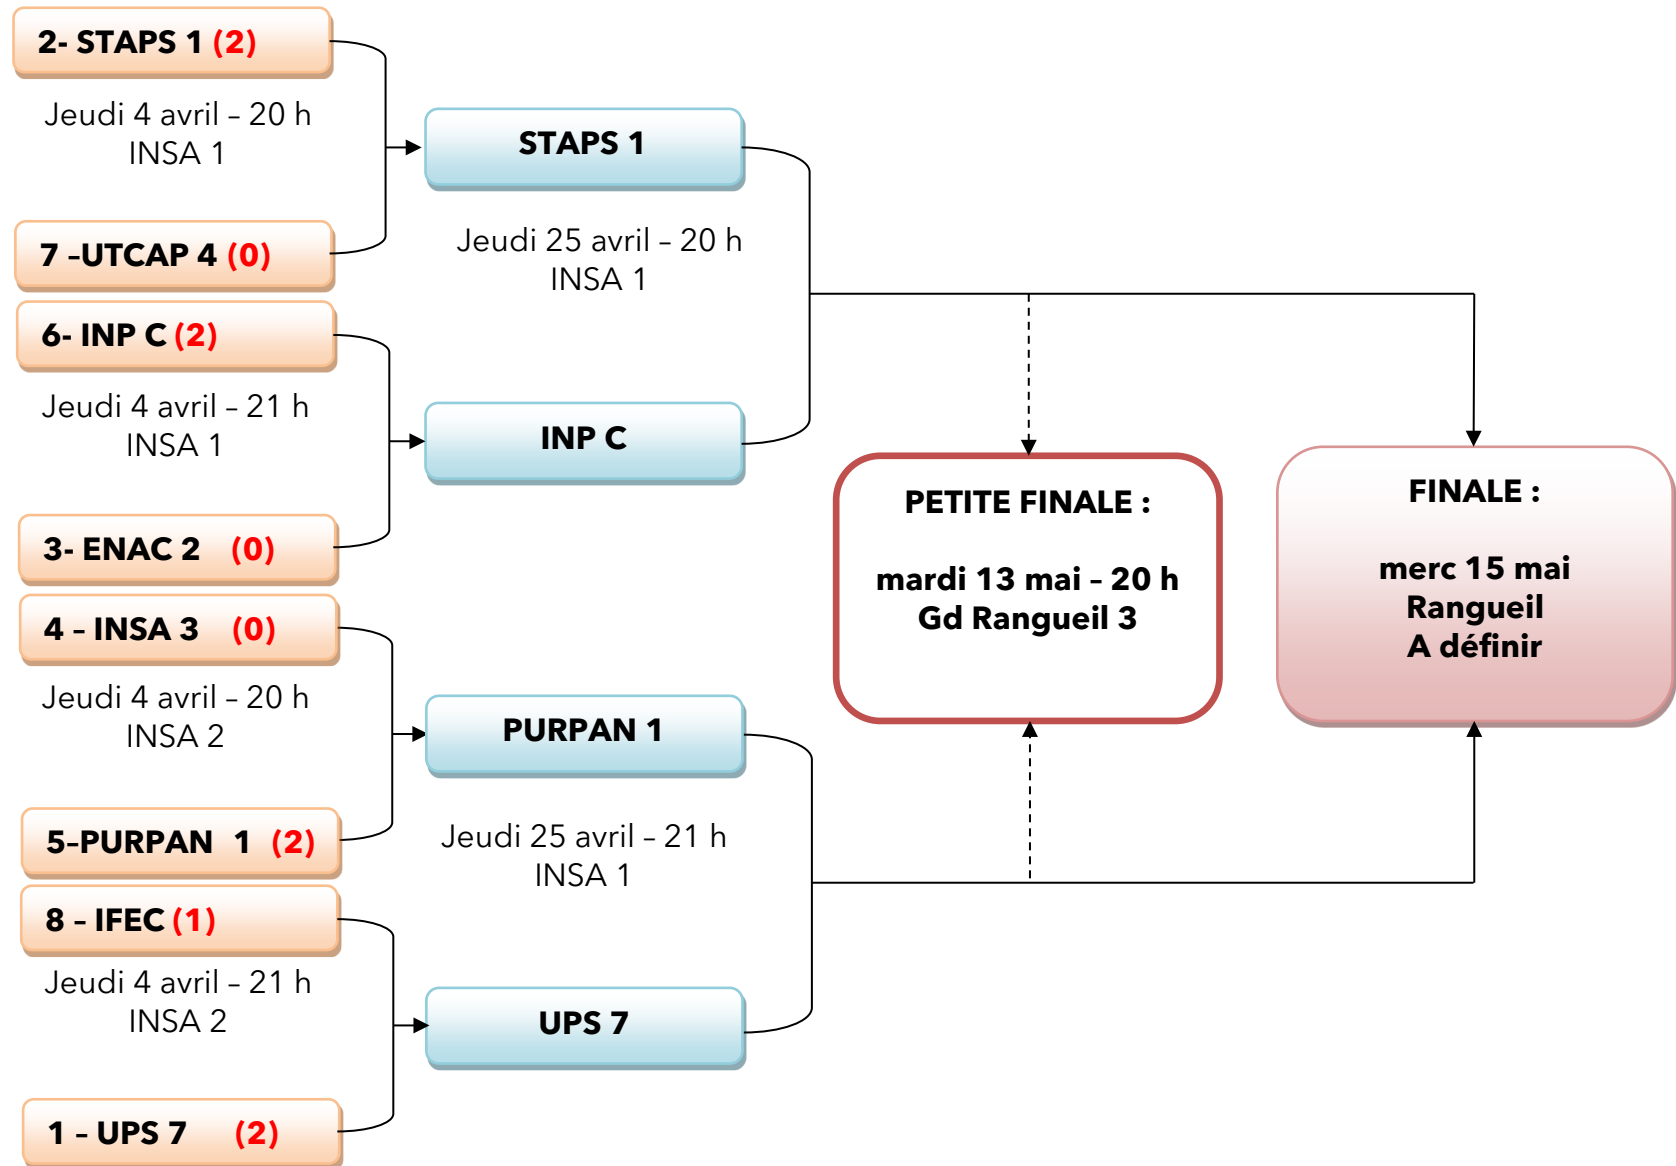 2- STAPS 1 (2)
Jeudi 4 avril – 20 h
INSA 1
7 –UTCAP 4 (0)
6- INP C (2)
Jeudi 4 avril – 21 h
INSA 1
3- ENAC 2 (0)
4 – INSA 3 (0)
Jeudi 4 avril – 20 h
INSA 2
5–PURPAN 1 (2)
8 – IFEC (1)
Jeudi 4 avril – 21 h
INSA 2
1 – UPS 7 (2)
STAPS 1
Jeudi 25 avril – 20 h
INSA 1
INP C
PURPAN 1
Jeudi 25 avril – 21 h
INSA 1
UPS 7
PETITE FINALE :
mardi 13 mai – 20 h
Gd Rangueil 3
FINALE :
merc 15 mai
Rangueil
A définir